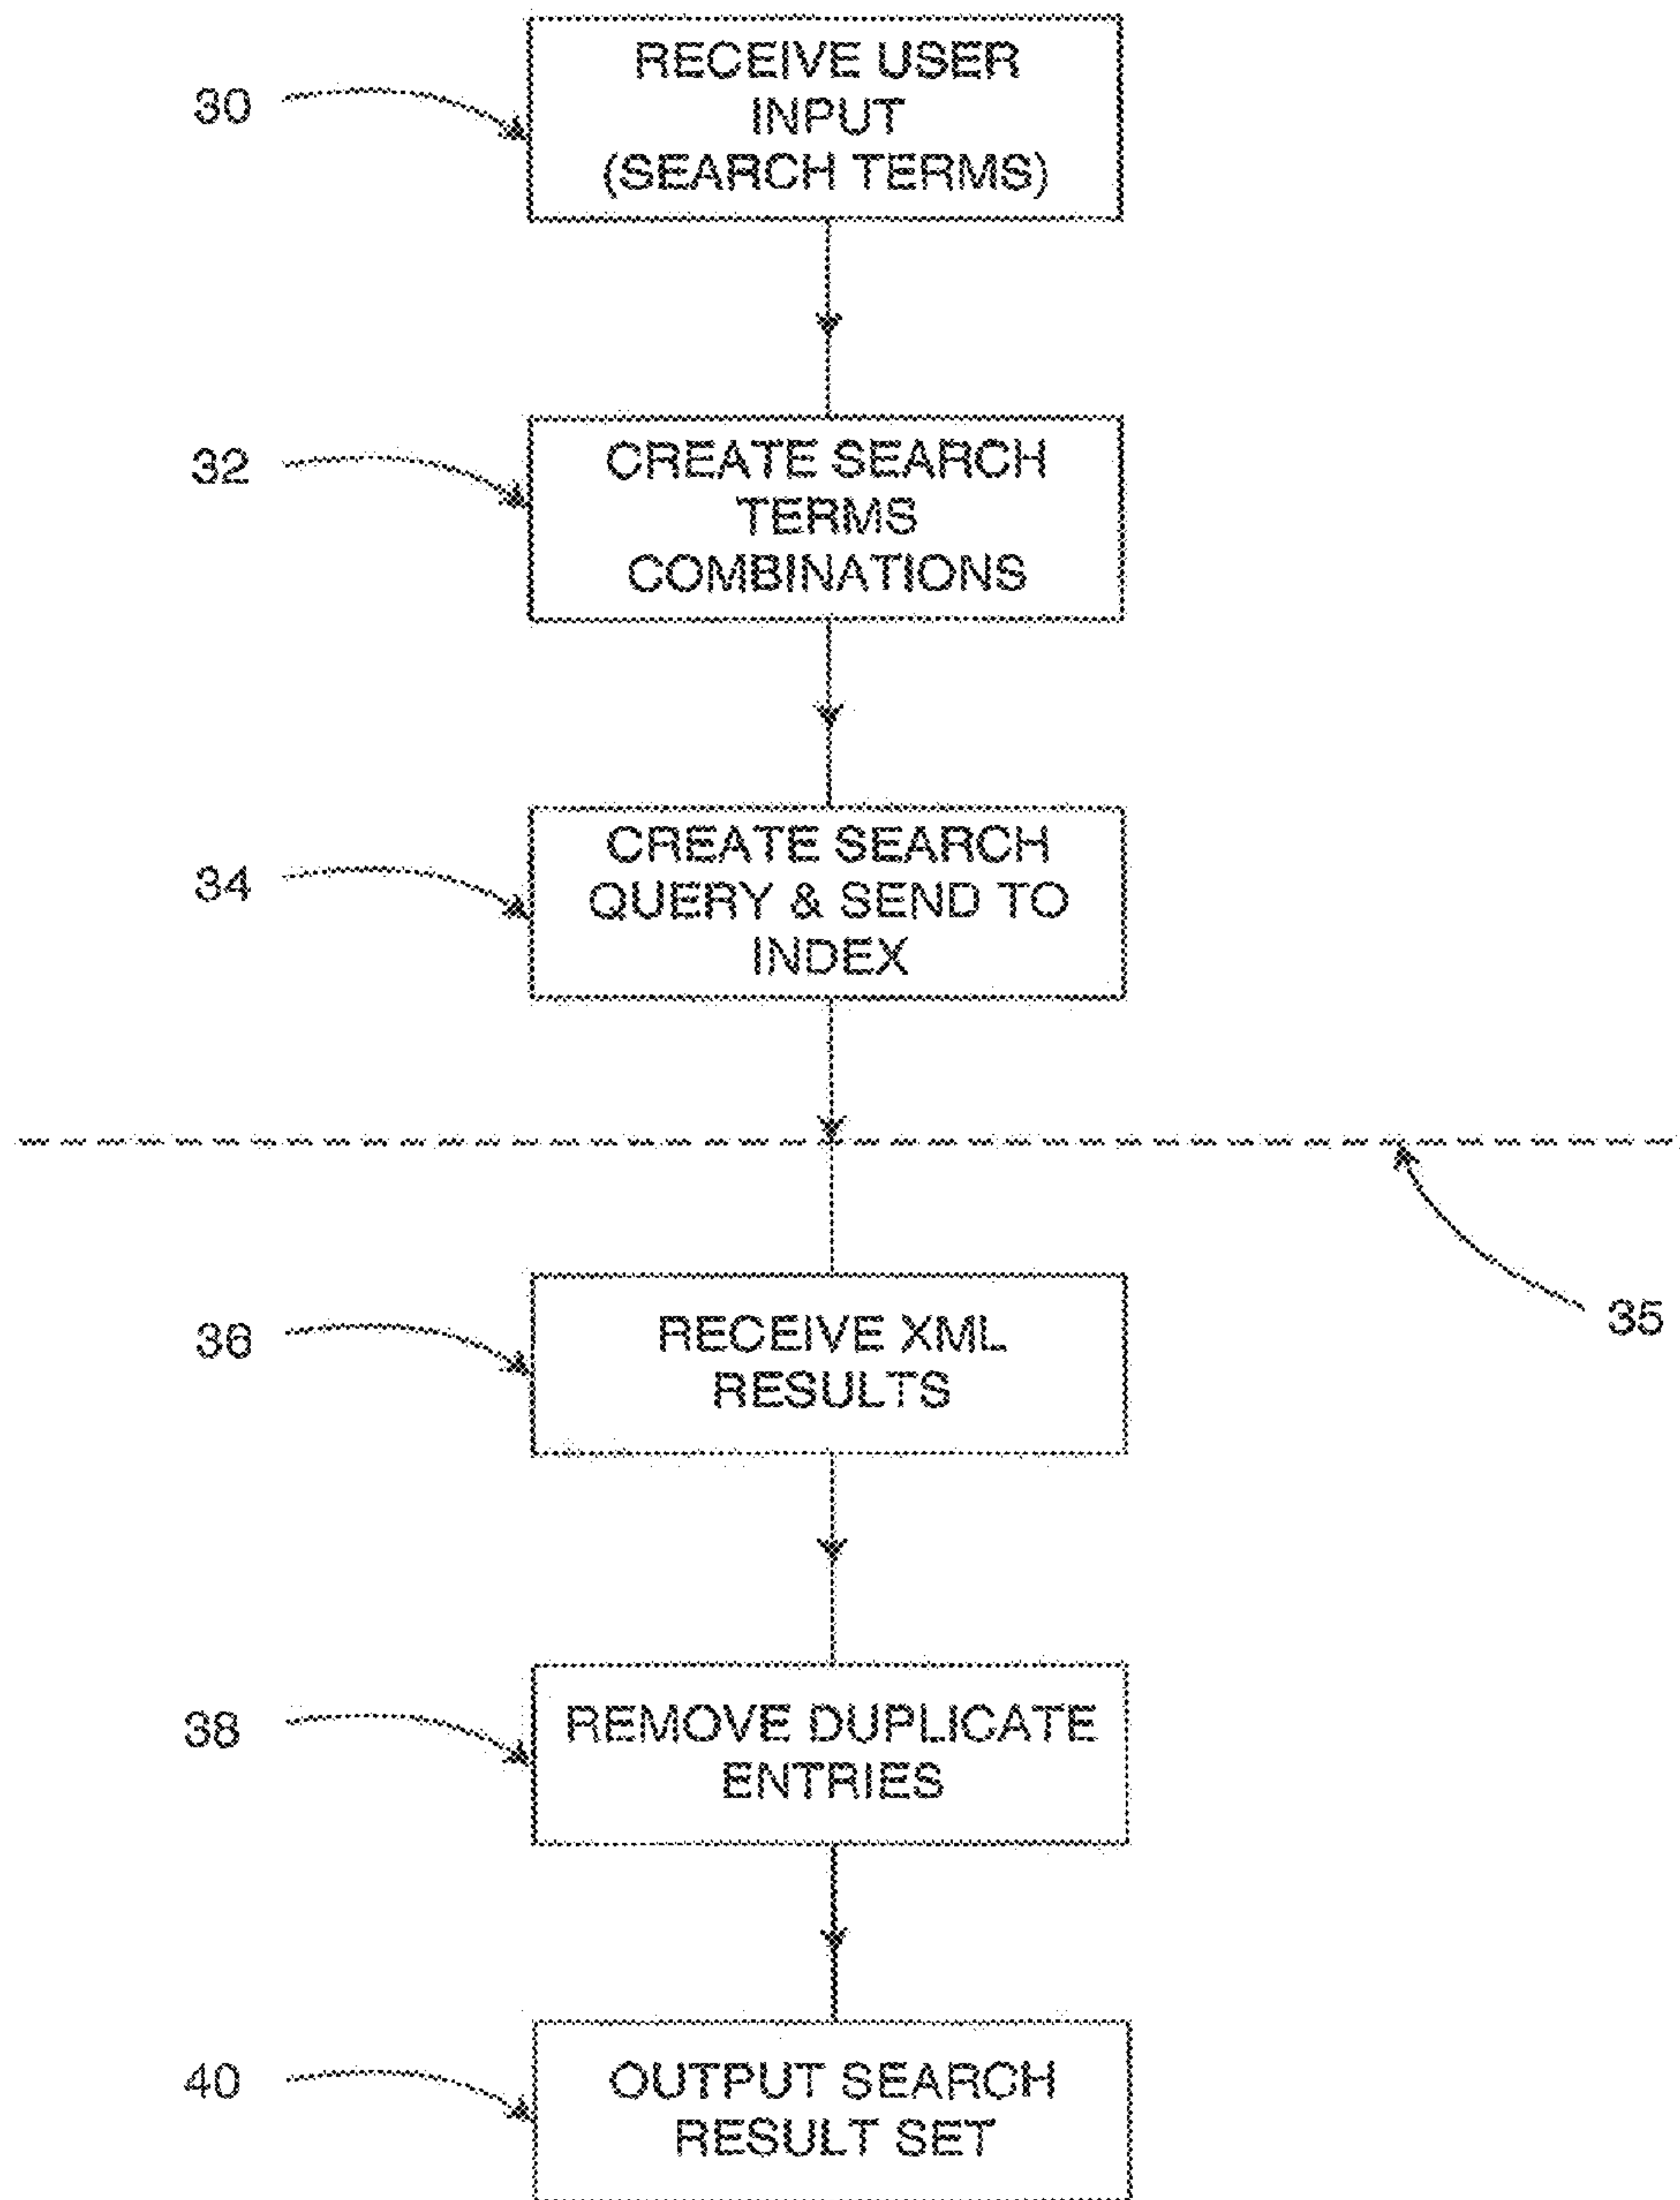 30
RECEIVE USER
INPUT
(SEARCH TERMS)
32
CREATE SEARCH
TERMS
COMBINATIONS
34
CREATE SEARCH
QUERY & SEND TO
INDEX
35
36
RECEIVE XML
RESULTS
38
REMOVE DUPLICATE
ENTRIES
40
OUTPUT SEARCH
RESULT SET